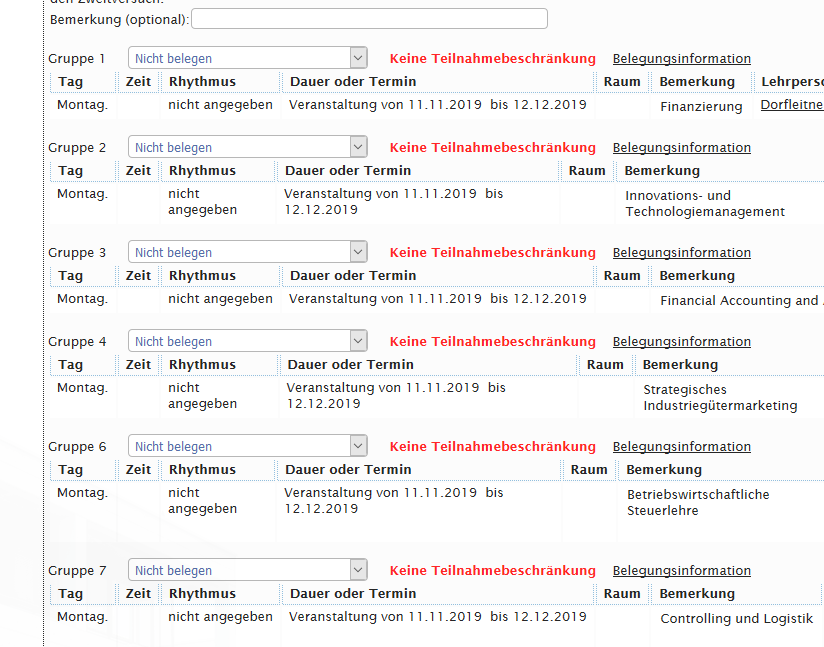 Bemerkung (optional):
Gruppe 1 Nicht belegen Keine Teilnahmebeschränkung Belegungsinformation
Tag Zeit Rhythmus Dauer oder Termin Raum Bemerkung Lehrperso
Montag. nicht angegeben Veranstaltung von 11.11.2019 bis 12.12.2019 Finanzierung Dorfleitne
Gruppe 2 Nicht belegen Keine Teilnahmebeschränkung Belegungsinformation
Tag Zeit Rhythmus Dauer oder Termin Raum Bemerkung
Montag. nicht Veranstaltung von 11.11.2019 bis Innovations- und
angegeben 12.12.2019 Technologiemanagement
Gruppe 3 Nicht belegen Keine Teilnahmebeschränkung Belegungsinformation
Tag Zeit Rhythmus Dauer oder Termin Raum Bemerkung
Montag. nicht angegeben Veranstaltung von 11.11.2019 bis 12.12.2019 Financial Accounting and
Gruppe 4 Nicht belegen Keine Teilnahmebeschränkung Belegungsinformation
Tag Zeit Rhythmus Dauer oder Termin Raum Bemerkung
Montag. nicht Veranstaltung von 11.11.2019 bis Strategisches
angegeben 12.12.2019 Industriegütermarketing
Gruppe 6 Nicht belegen Keine Teilnahmebeschränkung Belegungsinformation
Tag Zeit Rhythmus Dauer oder Termin Raum Bemerkung
Montag. nicht Veranstaltung von 11.11.2019 bis Betriebswirtschaftliche
angegeben 12.12.2019 Steuerlehre
Gruppe 7 Nicht belegen Keine Teilnahmebeschränkung Belegungsinformation
Tag Zeit Rhythmus Dauer oder Termin Raum Bemerkung
Montag. nicht angegeben Veranstaltung von 11.11.2019 bis 12.12.2019 Controlling und Logistik